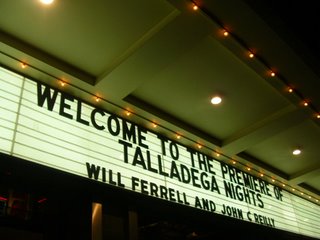 WELCOME TO THE PREMIERE OF
TALLADEGA NIGHTS
WILL FERRELL AND JOHN C REILLY